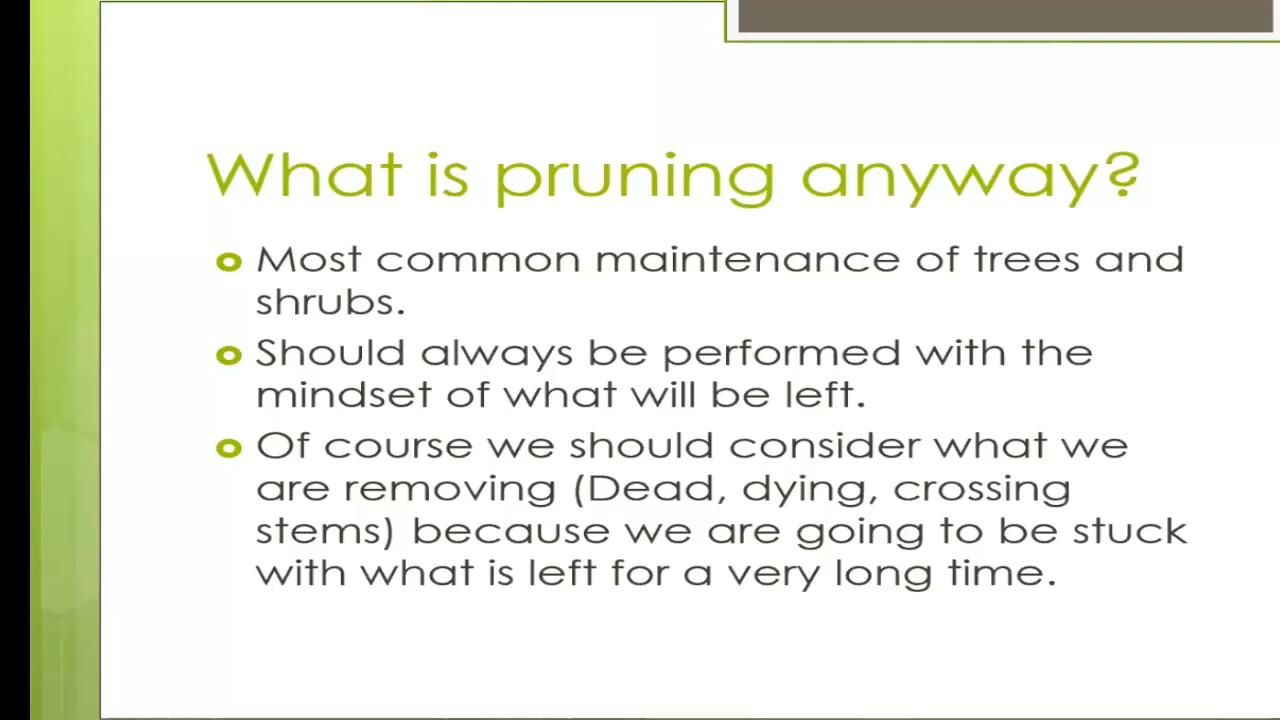 What is pruning anyway?
Most common maintenance of trees and
shrubs.
Should always be performed with the
mindset of what will be left.
Of course we should consider what we
are removing (Dead, dying, crossing
stems) because we are going to be stuck
with what is left for a very long time.